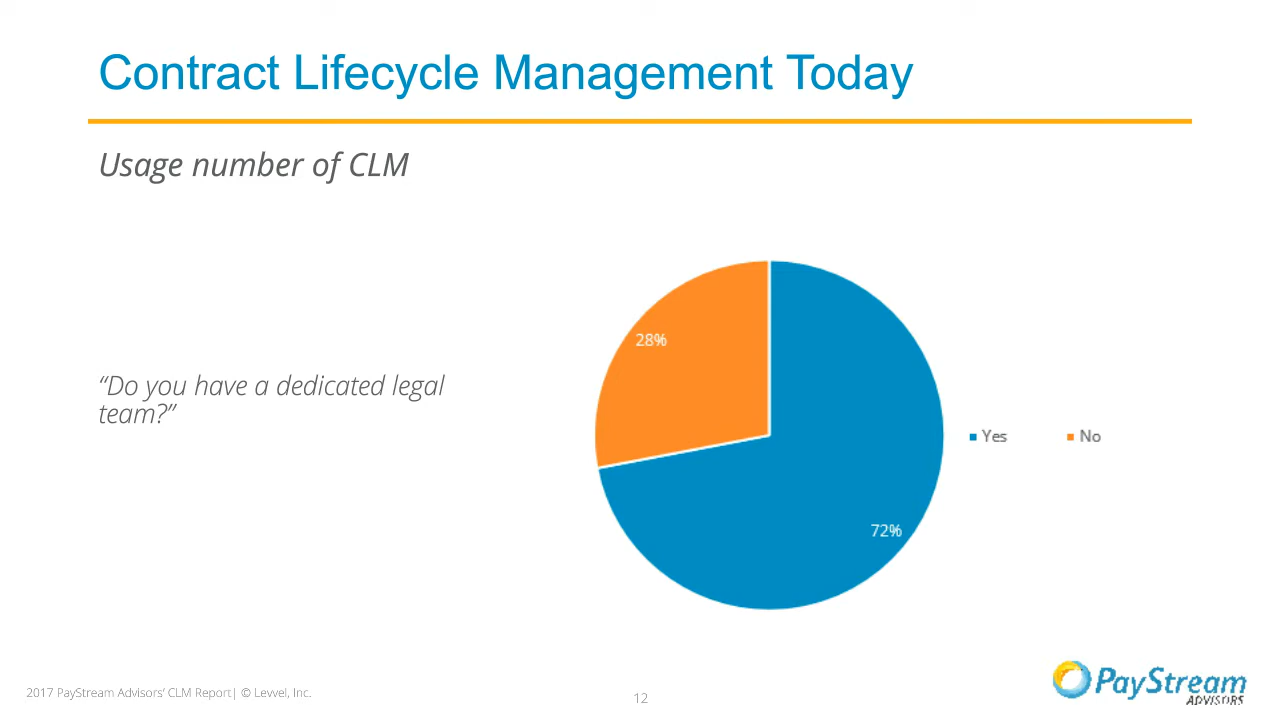 Contract Lifecycle Management Today
Usage number of CLM
“Do you have a dedicated legal
team?”
28%
72%
Yes
No
2017 PayStream Advisors’ CLM Report| © Levvel, Inc.
12
PayStream
ADVISORS